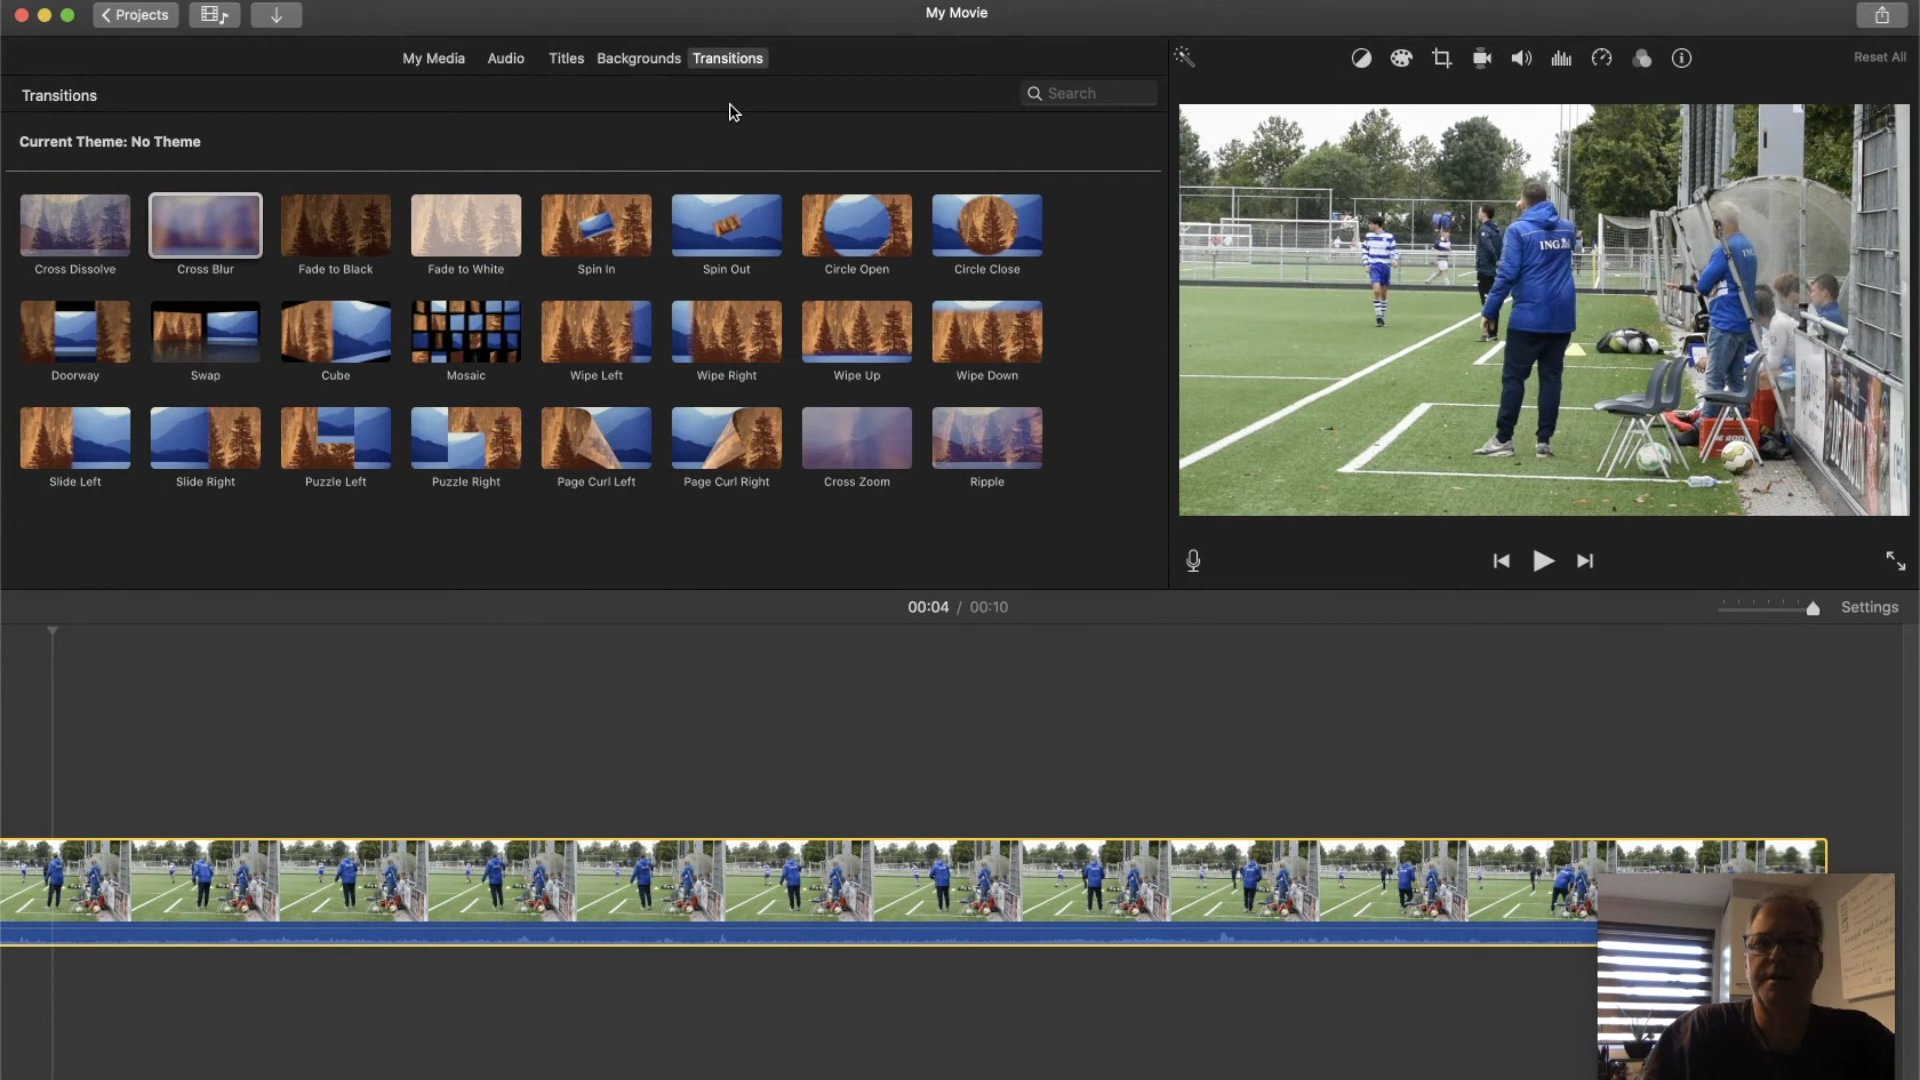 Projects
My Movie
My Media Audio Titles Backgrounds Transitions
Reset All
Transitions
Search
Current Theme: No Theme
Cross Dissolve Cross Blur Fade to Black Fade to White Spin In Spin Out Circle Open Circle Close
Doorway Swap Cube Mosaic Wipe Left Wipe Right Wipe Up Wipe Down
Slide Left Slide Right Puzzle Left Puzzle Right Page Curl Left Page Curl Right Cross Zoom Ripple
ING
00:04 / 00:10
Settings